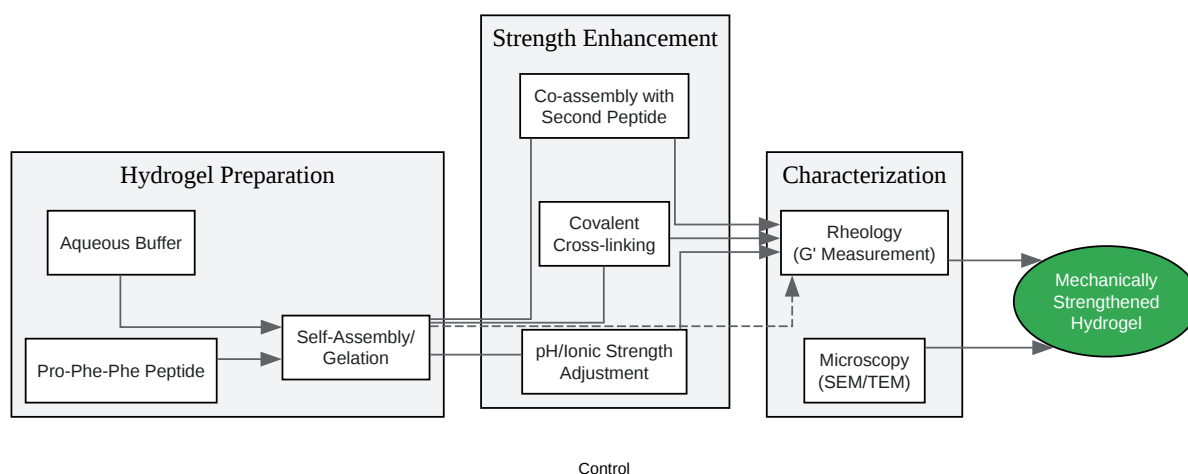 Hydrogel Preparation
Aqueous Buffer
Pro-Phe-Phe Peptide
Self-Assembly/
Gelation
Strength Enhancement
Co-assembly with
Second Peptide
Covalent
Cross-linking
pH/Ionic Strength
Adjustment
Characterization
Rheology
(G' Measurement)
Microscopy
(SEM/TEM)
Mechanically
Strengthened
Hydrogel
Control